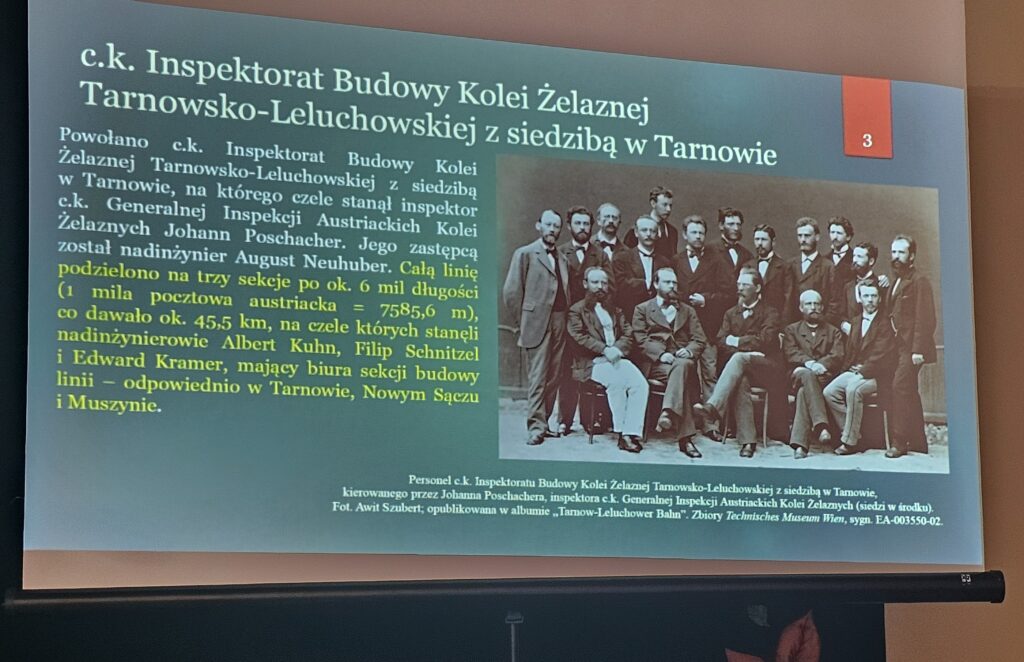 c.k. Inspektorat Budowy Kolei Żelaznej
Tarnowsko-Leluchowskiej z siedzibą w Tarnowie
3
Powołano c.k. Inspektorat Budowy Kolei
Żelaznej Tarnowsko-Leluchowskiej z siedzibą
w Tarnowie, na którego czele stanął inspektor
c.k. Generalnej Inspekcji Austriackich Kolei
Żelaznych Johann Poschacher. Jego zastępcą
został nadinżynier August Neuhuber. Całą linię
podzielono na trzy sekcje po ok. 6 mil długości
(1 mila pocztowa austriacka = 7585,6 m),
co dawało ok. 45,5 km, na czele których stanęli
nadinżynierowie Albert Kuhn, Filip Schnitzel
i Edward Kramer, mający biura sekcji budowy
linii – odpowiednio w Tarnowie, Nowym Sączu
i Muszynie.
Personel c.k. Inspektoratu Budowy Kolei Żelaznej Tarnowsko-Leluchowskiej z siedzibą w Tarnowie,
kierowanego przez Johanna Poschachera, inspektora c.k. Generalnej Inspekcji Austriackich Kolei Żelaznych (siedzi w środku).
Fot. Awit Szubert; opublikowana w albumie „Tarnow-Leluchower Bahn”. Zbiory Technisches Museum Wien, sygn. EA-003550-02.